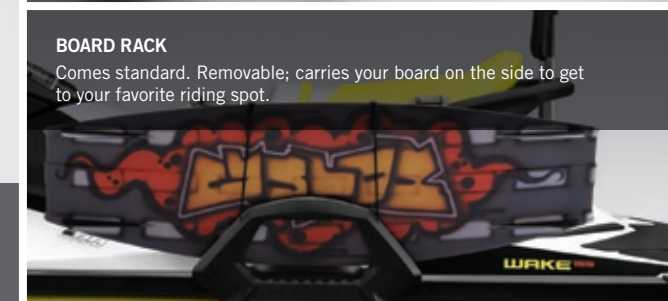 BOARD RACK
Comes standard. Removable; carries your board on the side to get
to your favorite riding spot.
WAKE 155